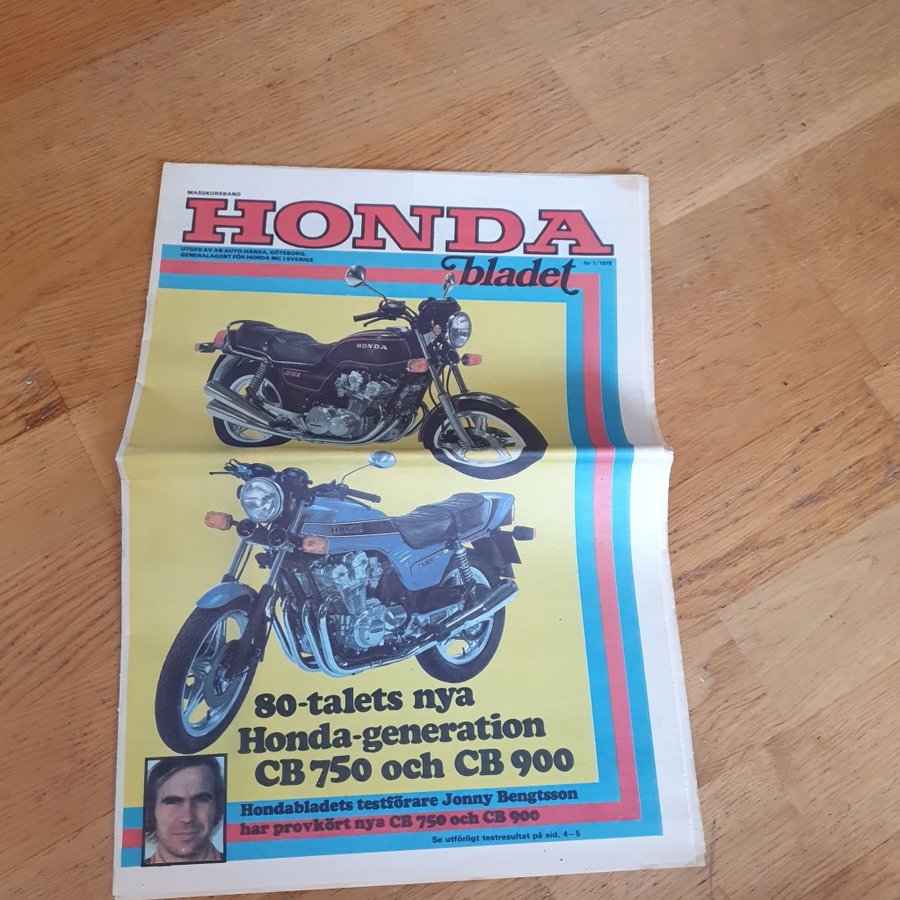 MASSKORSBAND
HONDA
bladet
UTGES AV AB AUTO-HANSA, GÖTEBORG,
GENERALAGENT FÖR HONDA MC I SVERIGE
Nr 1/1979
HONDA
HONDA
80-talets nya
Honda-generation
CB 750 och CB 900
Hondabladets testförare Jonny Bengtsson
har provkört nya CB 750 och CB 900
Se utförligt testresultat på sid. 4–5